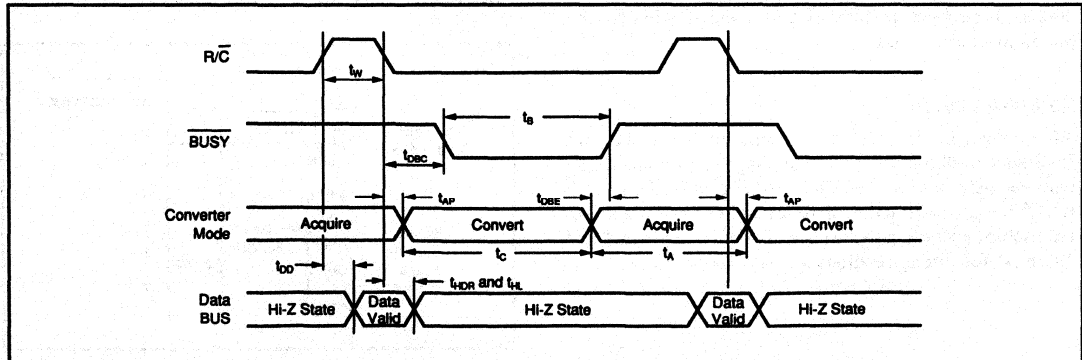 R/C̅
t_W
B̅U̅S̅Y̅
t_B
t_DBC
t_AP
t_DBE
t_AP
Converter
Mode
Acquire
Convert
Acquire
Convert
t_C
t_A
t_DD
t_HDR and t_HL
Data
BUS
Hi-Z State
Data
Valid
Hi-Z State
Data
Valid
Hi-Z State